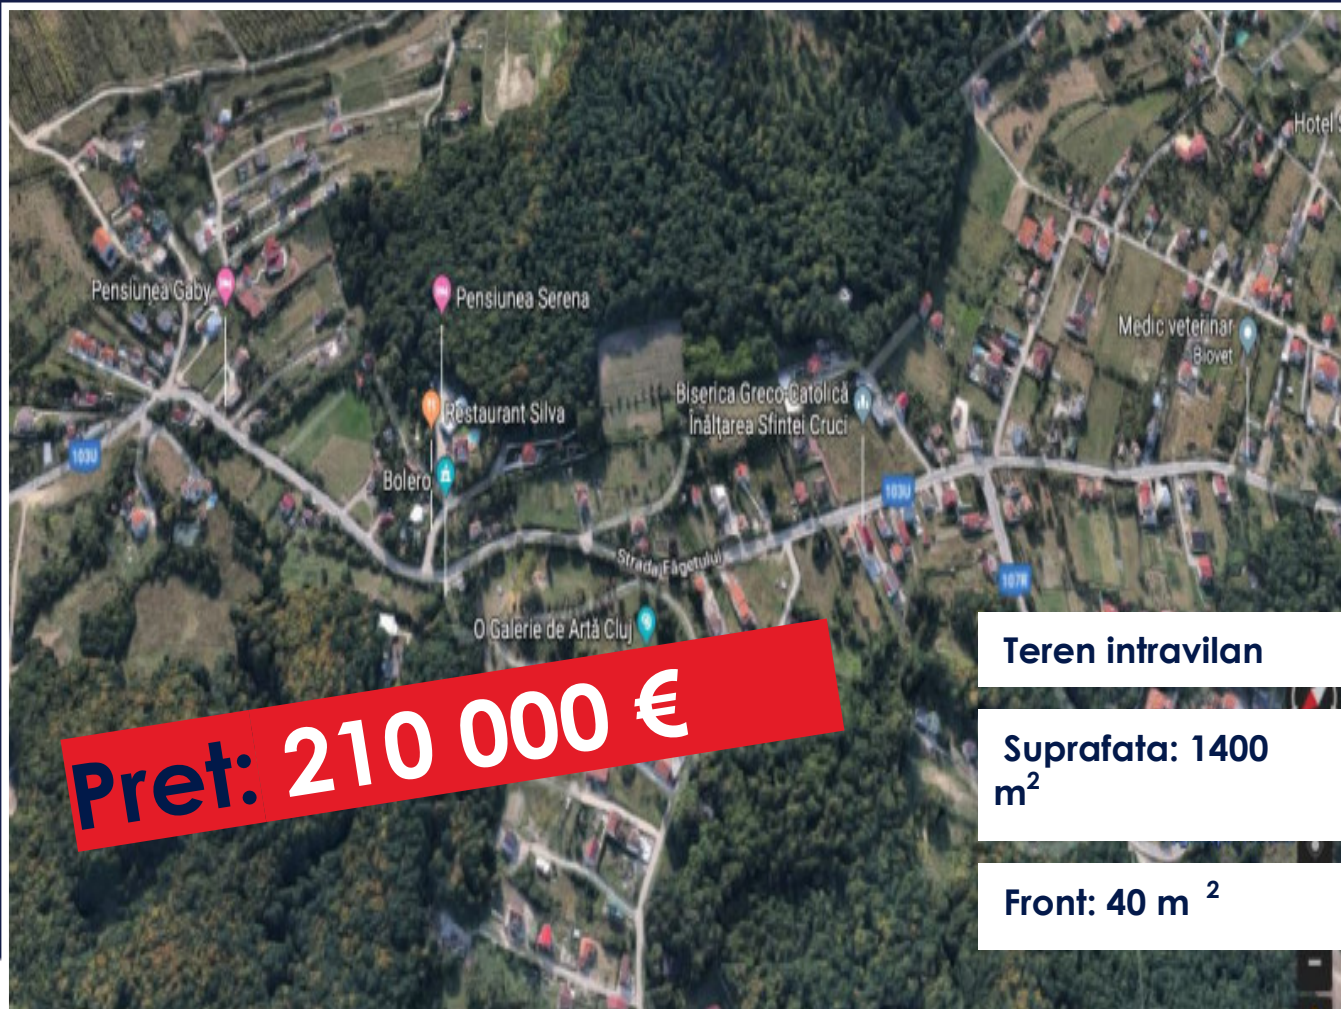 Hotel
Pensiunea Gaby
Pensiunea Serena
Medic veterinar
Biovet
Biserica Greco-Catolică
Înălțarea Sfintei Cruci
Restaurant Silva
103U
Bolero
103U
Strada Făgetului
107R
O Galerie de Artă Cluj
Teren intravilan
Pret: 210 000 €
Suprafata: 1400
m²
Front: 40 m ²